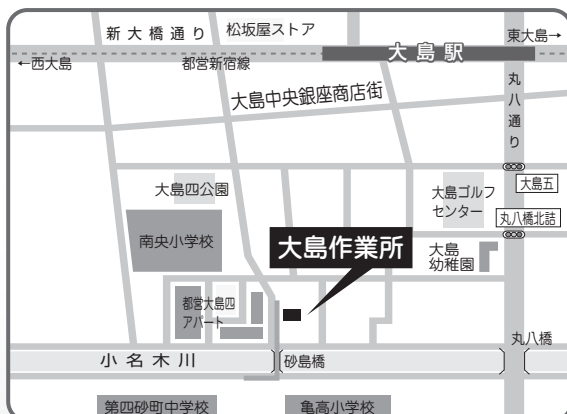 新大橋通り
松坂屋ストア
東大島→
大島駅
←西大島
都営新宿線
丸八通り
大島中央銀座商店街
大島四公園
大島ゴルフ
センター
大島五
丸八橋北詰
南央小学校
大島作業所
大島
幼稚園
都営大島四
アパート
丸八橋
小名木川
砂島橋
第四砂町中学校
亀高小学校